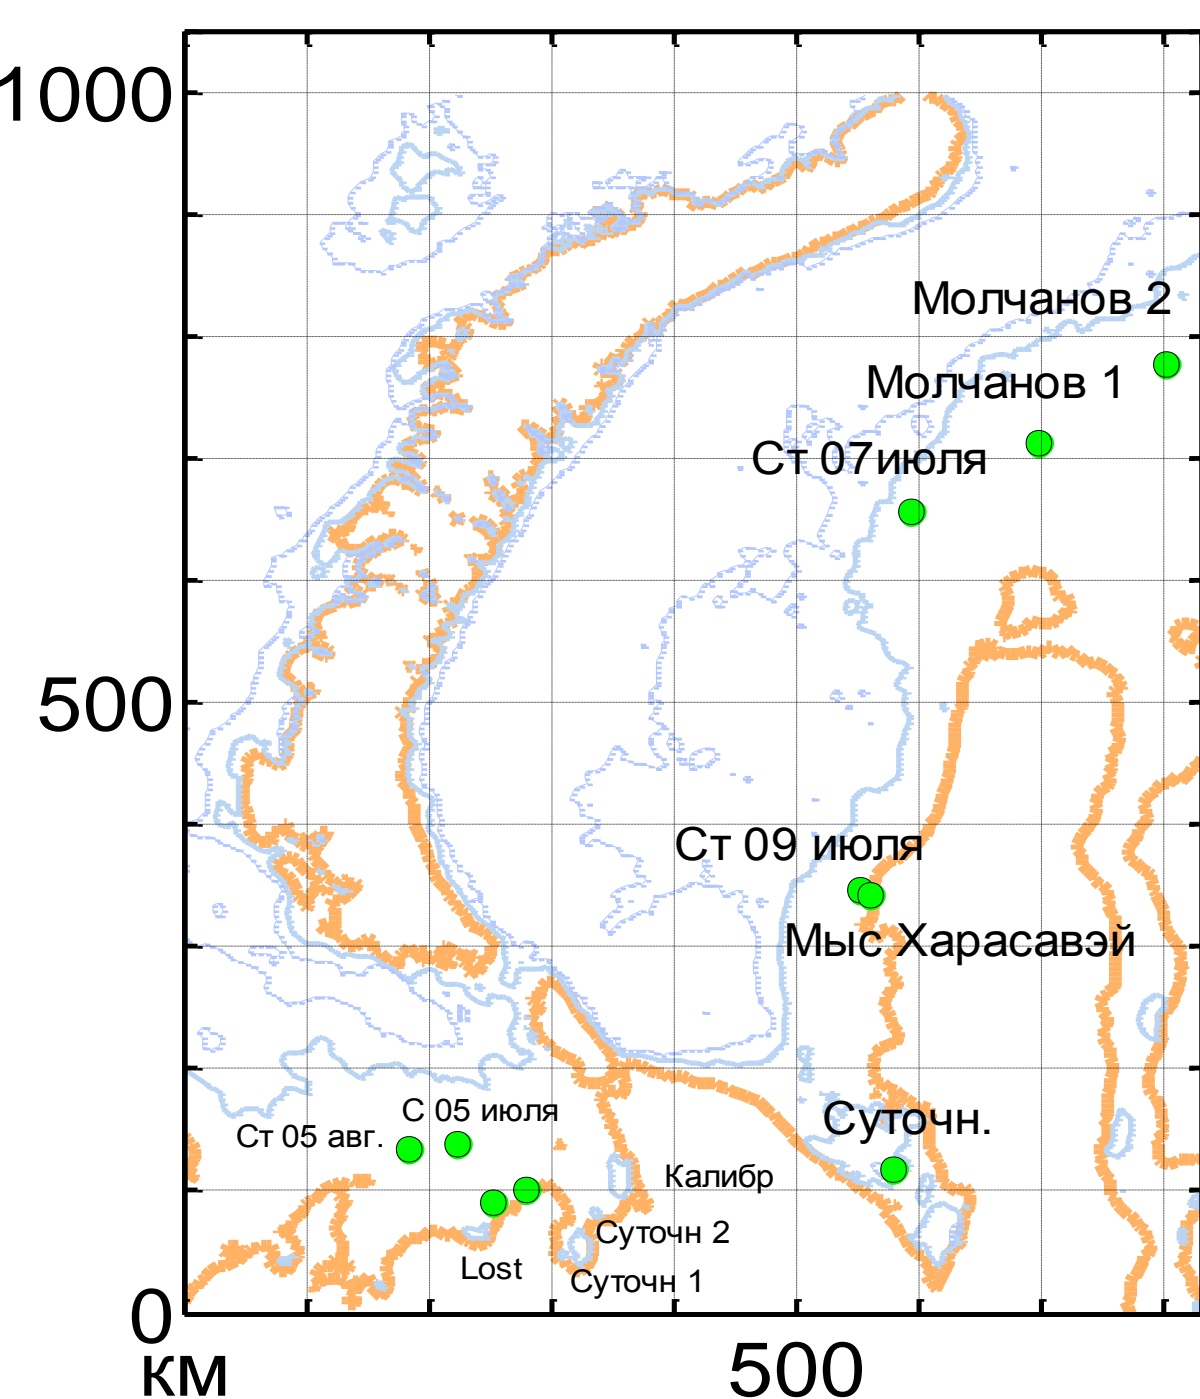 1000
Молчанов 2
Молчанов 1
Ст 07июля
500
Ст 09 июля
Мыс Харасавэй
С 05 июля
Суточн.
Ст 05 авг.
Калибр
Суточн 2
Lost
Суточн 1
0
км
500